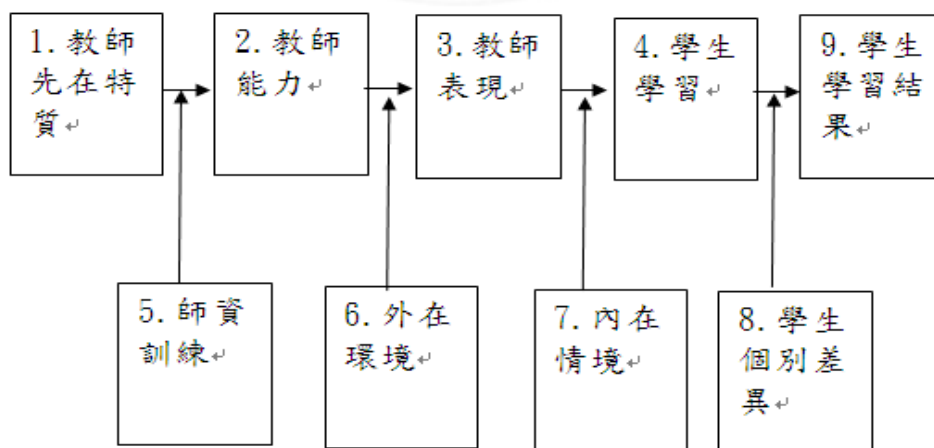 1.教師
先在特
質↵
2.教師
能力↵
3.教師
表現↵
4.學生
學習↵
9.學生
學習結
果↵
5.師資
訓練↵
6.外在
環境↵
7.內在
情境↵
8.學生
個別差
異↵